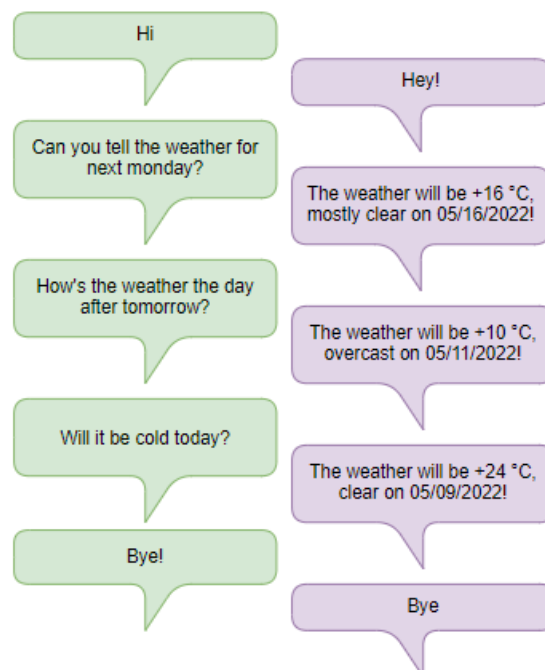 Hi
Hey!
Can you tell the weather for
next monday?
The weather will be +16 °C,
mostly clear on 05/16/2022!
How's the weather the day
after tomorrow?
The weather will be +10 °C,
overcast on 05/11/2022!
Will it be cold today?
The weather will be +24 °C,
clear on 05/09/2022!
Bye!
Bye